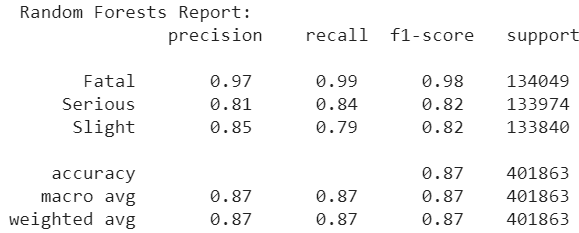 Random Forests Report:
precision recall f1-score support
Fatal 0.97 0.99 0.98 134049
Serious 0.81 0.84 0.82 133974
Slight 0.85 0.79 0.82 133840
accuracy 0.87 401863
macro avg 0.87 0.87 0.87 401863
weighted avg 0.87 0.87 0.87 401863